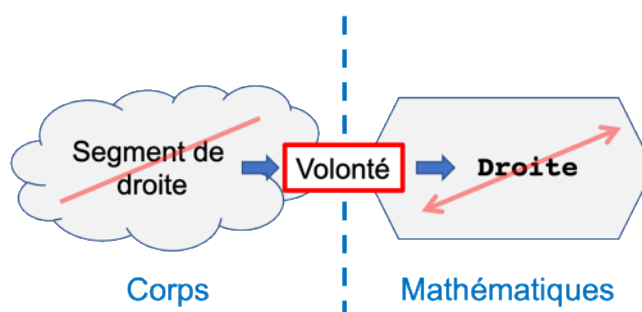 Segment de
droite
Volonté
Droite
Corps
Mathématiques